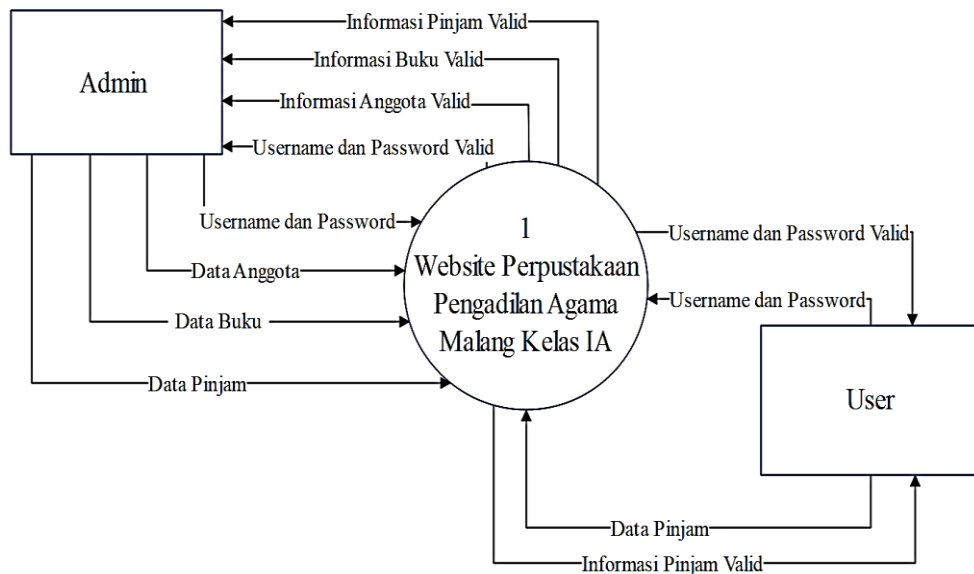 Informasi Pinjam Valid
Informasi Buku Valid
Admin
Informasi Anggota Valid
Username dan Password Valid
Username dan Password
1
Website Perpustakaan
Pengadilan Agama
Malang Kelas IA
Username dan Password Valid
Data Anggota
Username dan Password
Data Buku
Data Pinjam
User
Data Pinjam
Informasi Pinjam Valid